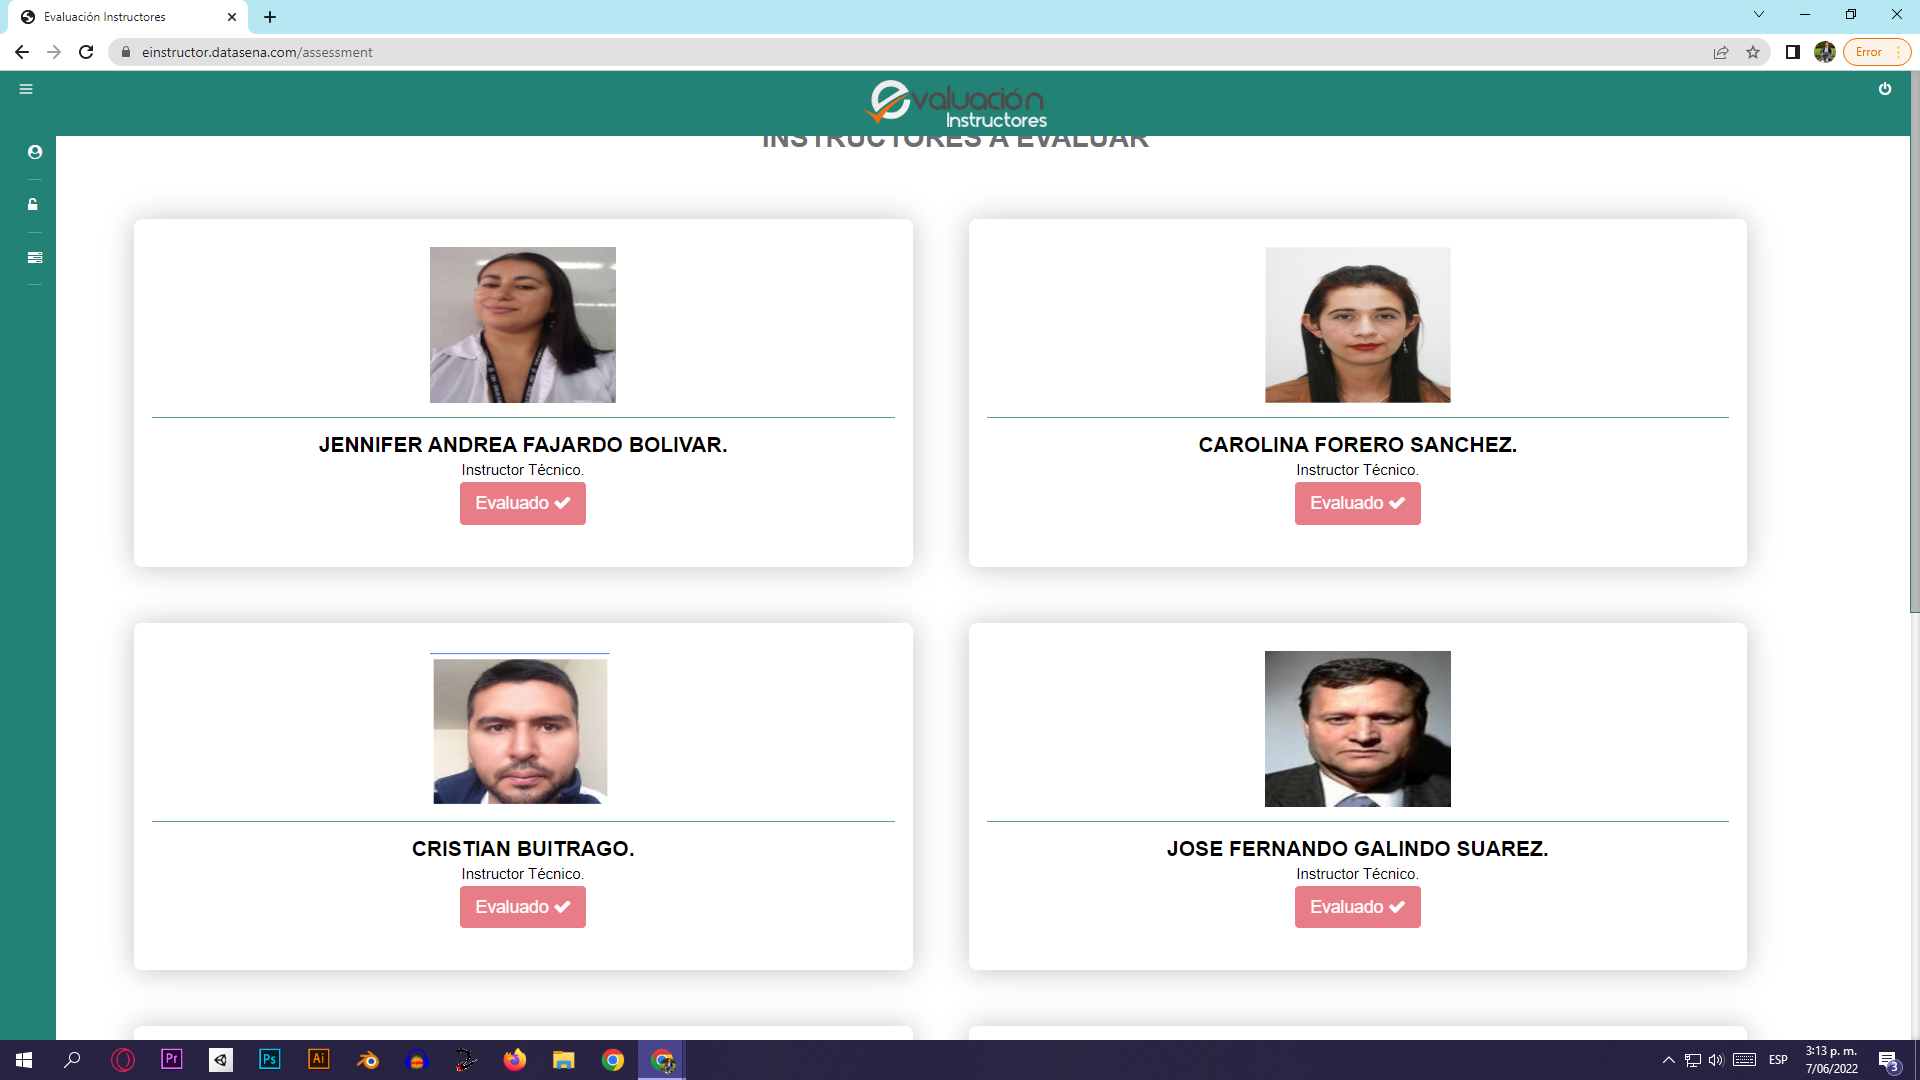 Evaluación Instructores
einstructor.datasena.com/assessment
Error
evaluación
Instructores
INSTRUCTORES A EVALUAR
JENNIFER ANDREA FAJARDO BOLIVAR.
Instructor Técnico.
Evaluado
CAROLINA FORERO SANCHEZ.
Instructor Técnico.
Evaluado
CRISTIAN BUITRAGO.
Instructor Técnico.
Evaluado
JOSE FERNANDO GALINDO SUAREZ.
Instructor Técnico.
Evaluado
Pr
Ps
Ai
ESP
3:13 p. m.
7/06/2022
3